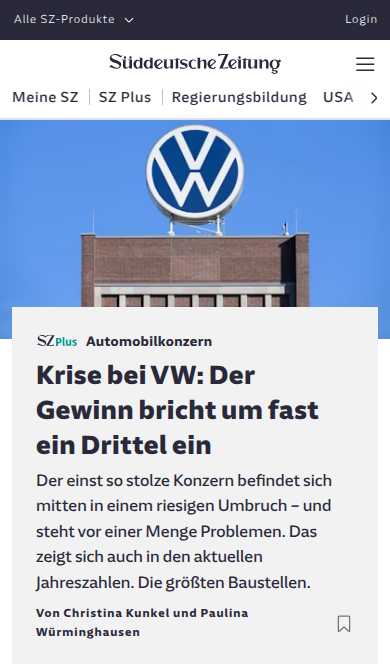 Alle SZ-Produkte
Login
Süddeutsche Zeitung
Meine SZ
SZ Plus
Regierungsbildung
USA
VW
SZ Plus Automobilkonzern
Krise bei VW: Der
Gewinn bricht um fast
ein Drittel ein
Der einst so stolze Konzern befindet sich
mitten in einem riesigen Umbruch – und
steht vor einer Menge Problemen. Das
zeigt sich auch in den aktuellen
Jahreszahlen. Die größten Baustellen.
Von Christina Kunkel und Paulina
Würminghausen